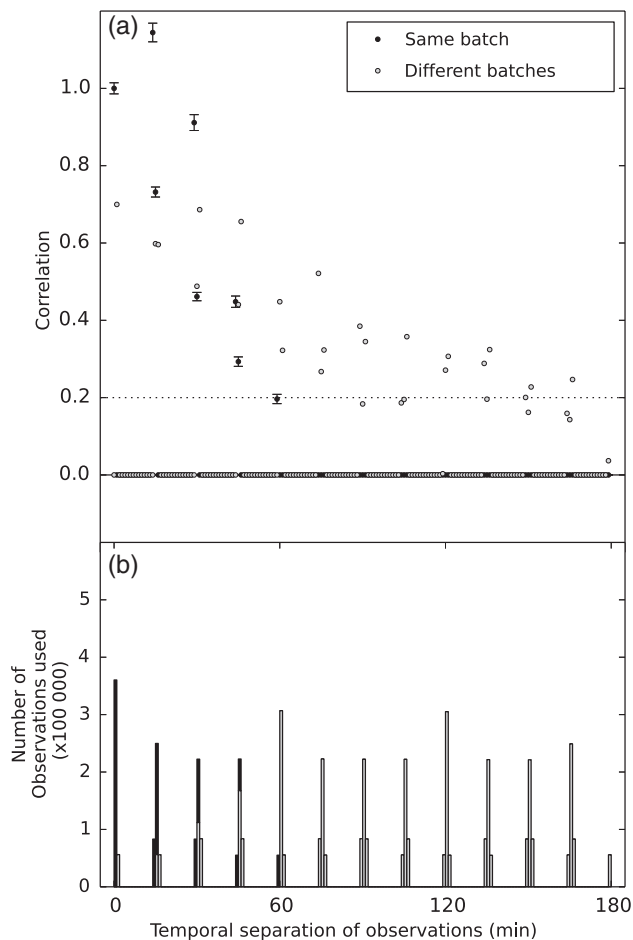 (a)
Same batch
Different batches
1.0
0.8
0.6
0.4
0.2
0.0
Correlation
(b)
5
4
3
2
1
0
Number of
Observations used
(x100 000)
0 60 120 180
Temporal separation of observations (min)